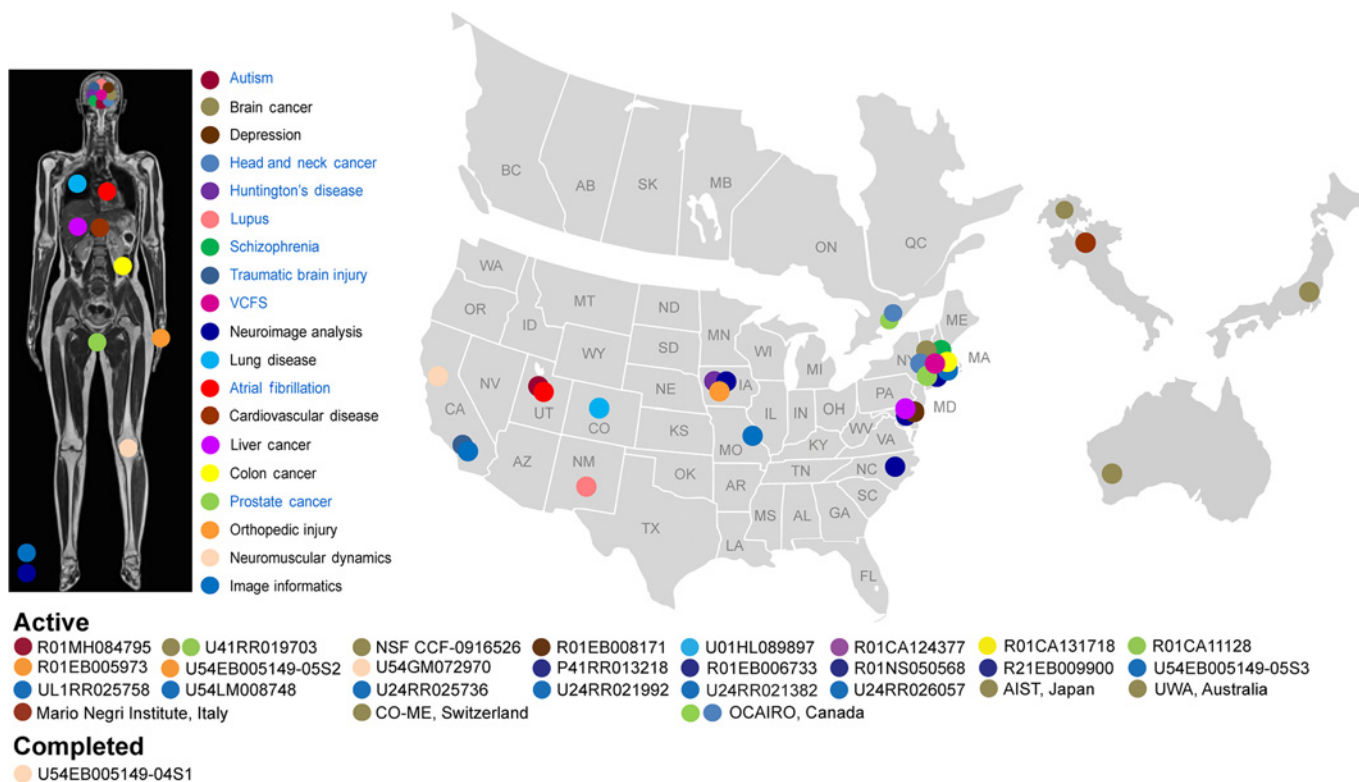 Autism
Brain cancer
Depression
Head and neck cancer
Huntington's disease
Lupus
Schizophrenia
Traumatic brain injury
VCFS
Neuroimage analysis
Lung disease
Atrial fibrillation
Cardiovascular disease
Liver cancer
Colon cancer
Prostate cancer
Orthopedic injury
Neuromuscular dynamics
Image informatics
BC
AB
SK
MB
ON
QC
WA
OR
ID
MT
ND
MN
SD
WY
NE
IA
WI
MI
NY
ME
MA
PA
MD
NV
CA
UT
CO
KS
MO
IL
IN
OH
WV
VA
KY
AZ
NM
OK
AR
TN
NC
SC
TX
LA
MS
AL
GA
FL
Active
R01MH084795 U41RR019703 NSF CCF-0916526 R01EB008171 U01HL089897 R01CA124377 R01CA131718 R01CA11128
R01EB005973 U54EB005149-05S2 U54GM072970 P41RR013218 R01EB006733 R01NS050568 R21EB009900 U54EB005149-05S3
UL1RR025758 U54LM008748 U24RR025736 U24RR021992 U24RR021382 U24RR026057 AIST, Japan UWA, Australia
Mario Negri Institute, Italy CO-ME, Switzerland OCAIRO, Canada
Completed
U54EB005149-04S1